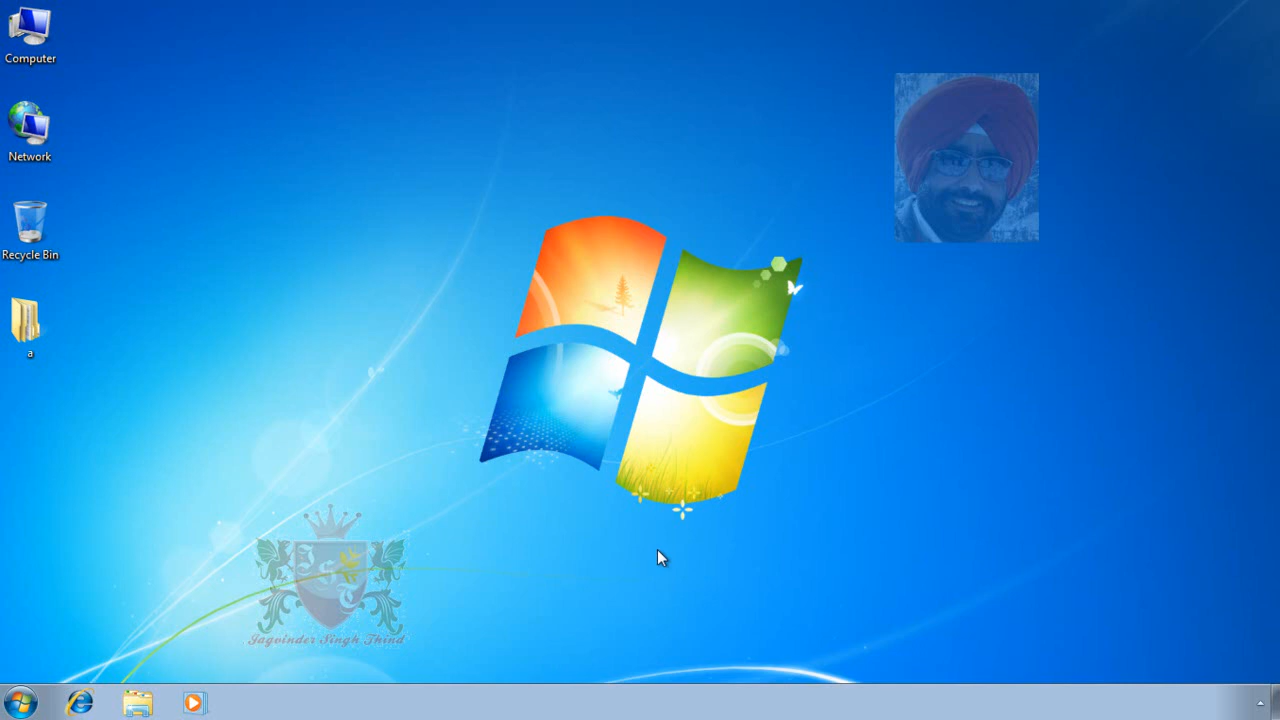 Computer
Network
Recycle Bin
a
Jagvinder Singh Thind